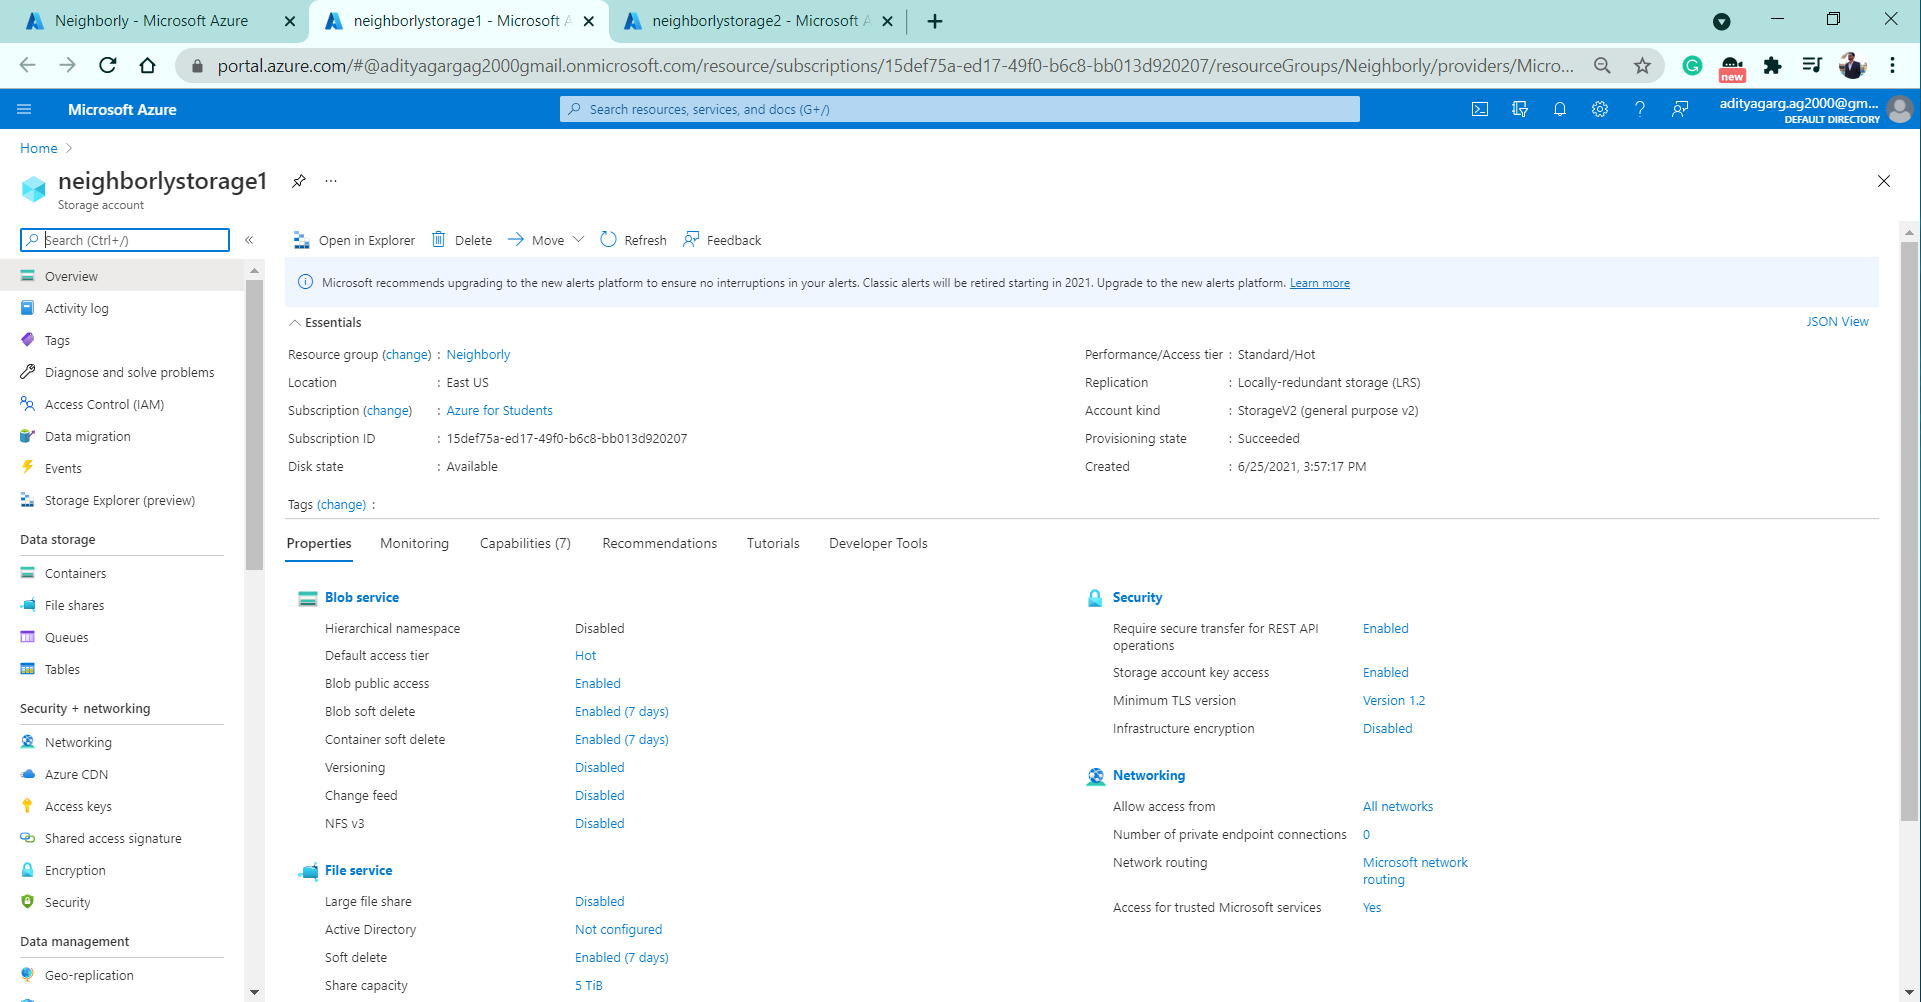 Neighborly - Microsoft Azure
neighborlystorage1 - Microsoft A
neighborlystorage2 - Microsoft A
portal.azure.com/#@adityagargag2000gmail.onmicrosoft.com/resource/subscriptions/15def75a-ed17-49f0-b6c8-bb013d920207/resourceGroups/Neighborly/providers/Micro...
new
Microsoft Azure
Search resources, services, and docs (G+/)
adityagarg.ag2000@gm...
DEFAULT DIRECTORY
Home
neighborlystorage1
...
Storage account
Search (Ctrl+/)
Overview
Activity log
Tags
Diagnose and solve problems
Access Control (IAM)
Data migration
Events
Storage Explorer (preview)
Data storage
Containers
File shares
Queues
Tables
Security + networking
Networking
Azure CDN
Access keys
Shared access signature
Encryption
Security
Data management
Geo-replication
Open in Explorer
Delete
Move
Refresh
Feedback
Microsoft recommends upgrading to the new alerts platform to ensure no interruptions in your alerts. Classic alerts will be retired starting in 2021. Upgrade to the new alerts platform. Learn more
Essentials
JSON View
Resource group (change) : Neighborly
Location : East US
Subscription (change) : Azure for Students
Subscription ID : 15def75a-ed17-49f0-b6c8-bb013d920207
Disk state : Available
Performance/Access tier : Standard/Hot
Replication : Locally-redundant storage (LRS)
Account kind : StorageV2 (general purpose v2)
Provisioning state : Succeeded
Created : 6/25/2021, 3:57:17 PM
Tags (change) :
Properties
Monitoring
Capabilities (7)
Recommendations
Tutorials
Developer Tools
Blob service
Hierarchical namespace Disabled
Default access tier Hot
Blob public access Enabled
Blob soft delete Enabled (7 days)
Container soft delete Enabled (7 days)
Versioning Disabled
Change feed Disabled
NFS v3 Disabled
File service
Large file share Disabled
Active Directory Not configured
Soft delete Enabled (7 days)
Share capacity 5 TiB
Security
Require secure transfer for REST API Enabled
operations
Storage account key access Enabled
Minimum TLS version Version 1.2
Infrastructure encryption Disabled
Networking
Allow access from All networks
Number of private endpoint connections 0
Network routing Microsoft network
routing
Access for trusted Microsoft services Yes